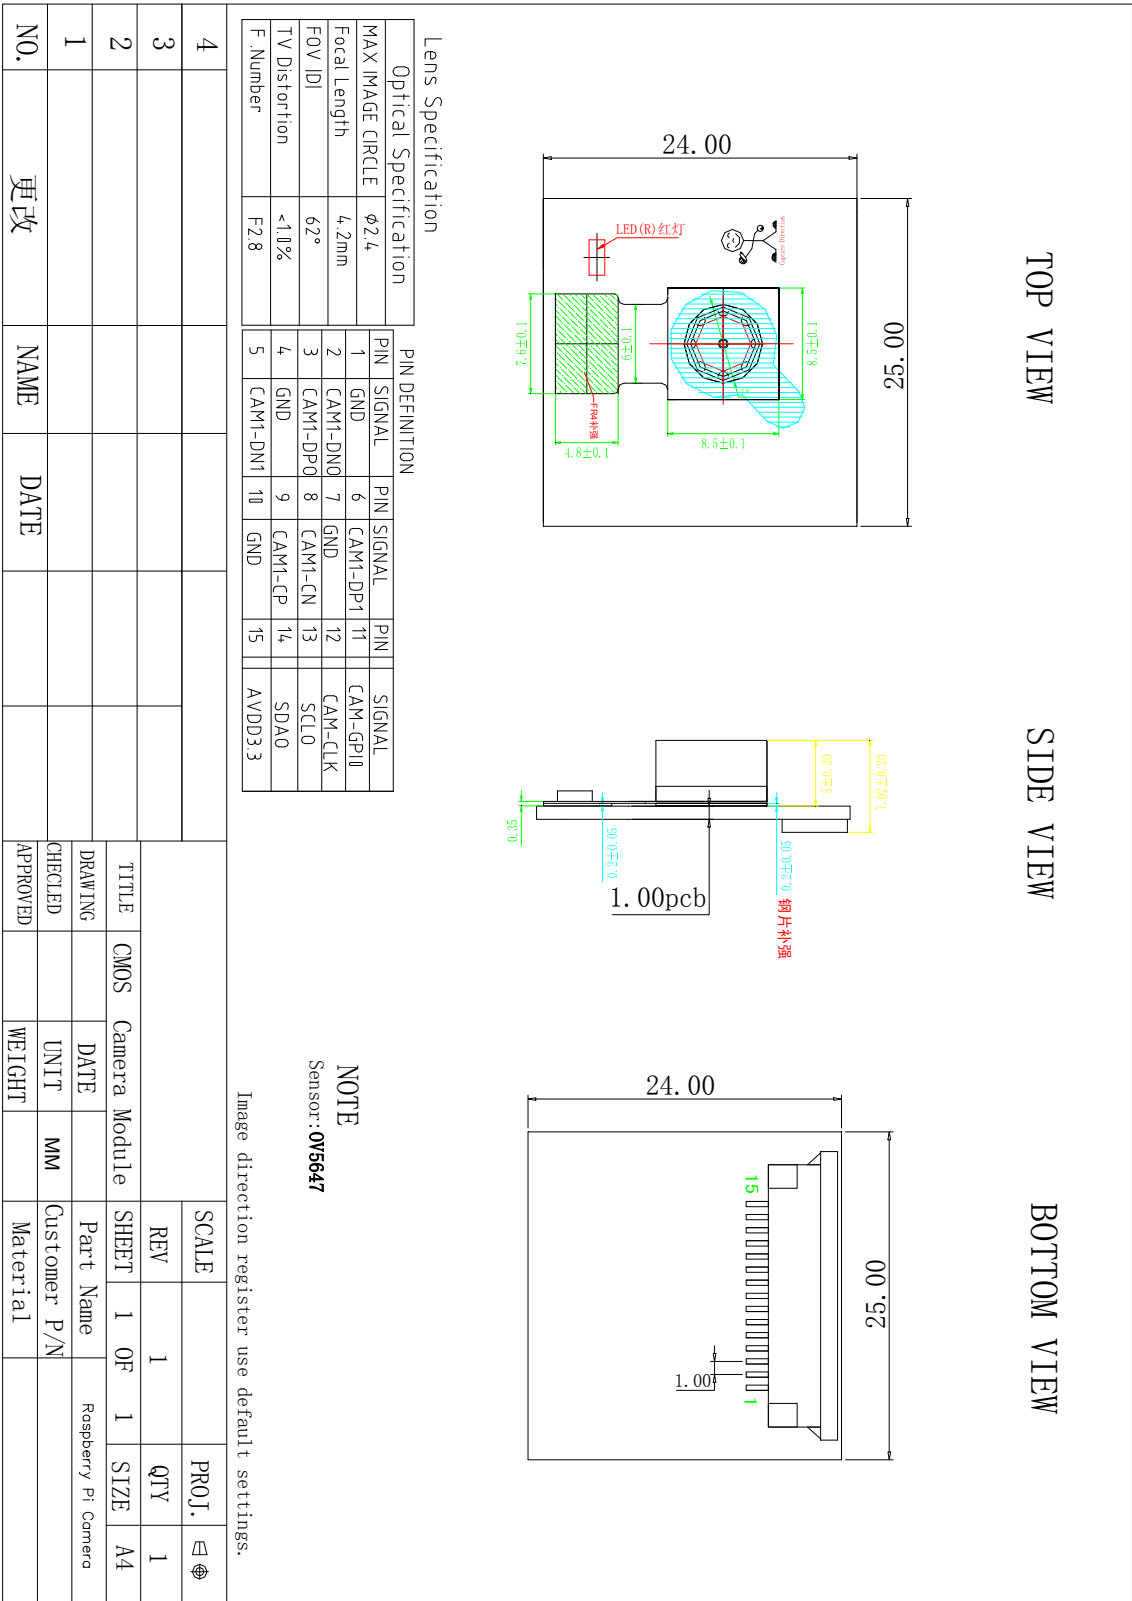 TOP VIEW
SIDE VIEW
BOTTOM VIEW
25.00
24.00
Capture Direction
LED(R)红灯
8.5±0.1
8.5±0.1
6±0.1
7.6±0.1
4.8±0.1
FR4补强
5±0.20
0.2±0.05 钢片补强
0.35
1.00pcb
25.00
24.00
15
1
1.00
Lens Specification
Optical Specification
MAX IMAGE CIRCLE Φ2.4
Focal Length 4.2mm
FOV [D] 62°
TV Distortion <1.0%
F .Number F2.8
PIN DEFINITION
PIN SIGNAL PIN SIGNAL PIN SIGNAL
1 GND 6 CAM1-DP1 11 CAM-GPIO
2 CAM1-DN0 7 GND 12 CAM-CLK
3 CAM1-DP0 8 CAM1-CN 13 SCL0
4 GND 9 CAM1-CP 14 SDA0
5 CAM1-DN1 10 GND 15 AVDD3.3
NOTE
Sensor:OV5647
Image direction register use default settings.
4
3
2
1
NO. 更改 NAME DATE
SCALE PROJ.
REV 1 QTY 1
TITLE CMOS Camera Module SHEET 1 OF 1 SIZE A4
DRAWING DATE Part Name Raspberry Pi Camera
CHECLED UNIT MM Customer P/N
APPROVED WEIGHT Material